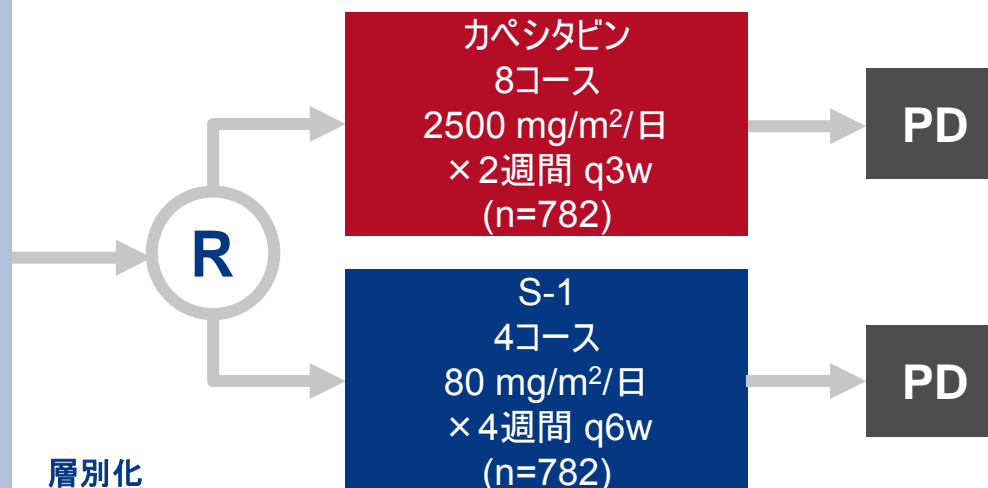 カペシタビン
8コース
2500 mg/m2/日
×2週間 q3w
(n=782)
PD
R
S-1
4コース
80 mg/m2/日
×4週間 q6w
(n=782)
PD
層別化